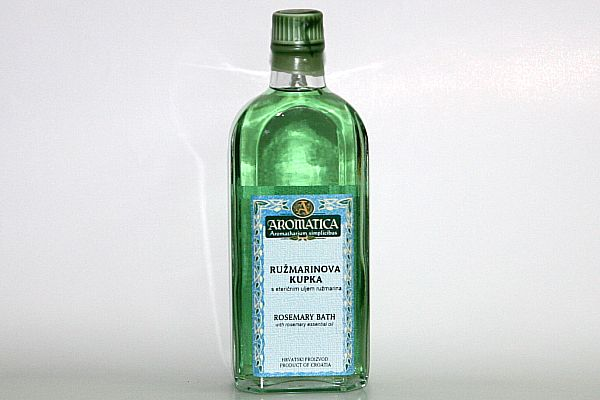 A
AROMATICA
Aromatharium simplicibus
RUŽMARINOVA
KUPKA
s eteričnim uljem ružmarina
ROSEMARY BATH
with rosemary essential oil
HRVATSKI PROIZVOD
PRODUCT OF CROATIA